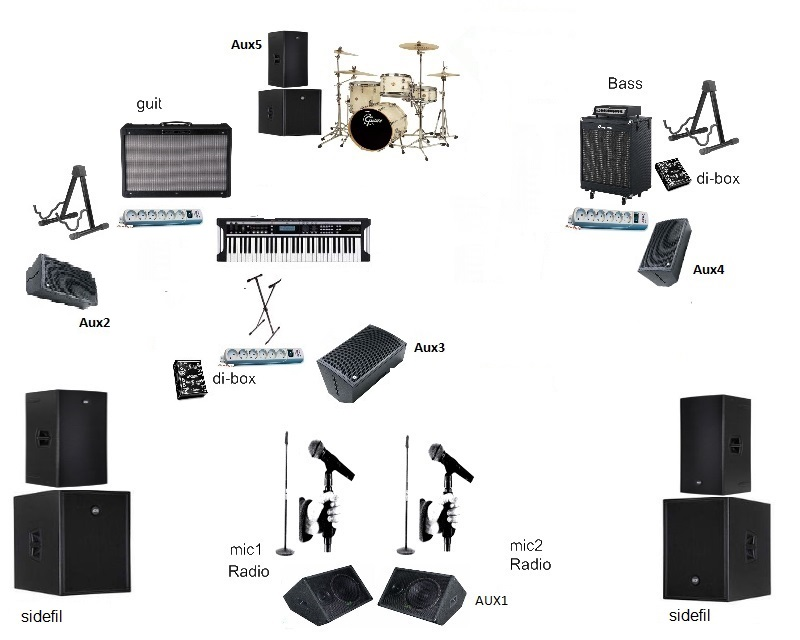 Aux5
guit
Bass
di-box
Aux4
Aux2
Aux3
di-box
mic1
Radio
mic2
Radio
AUX1
sidefil
sidefil